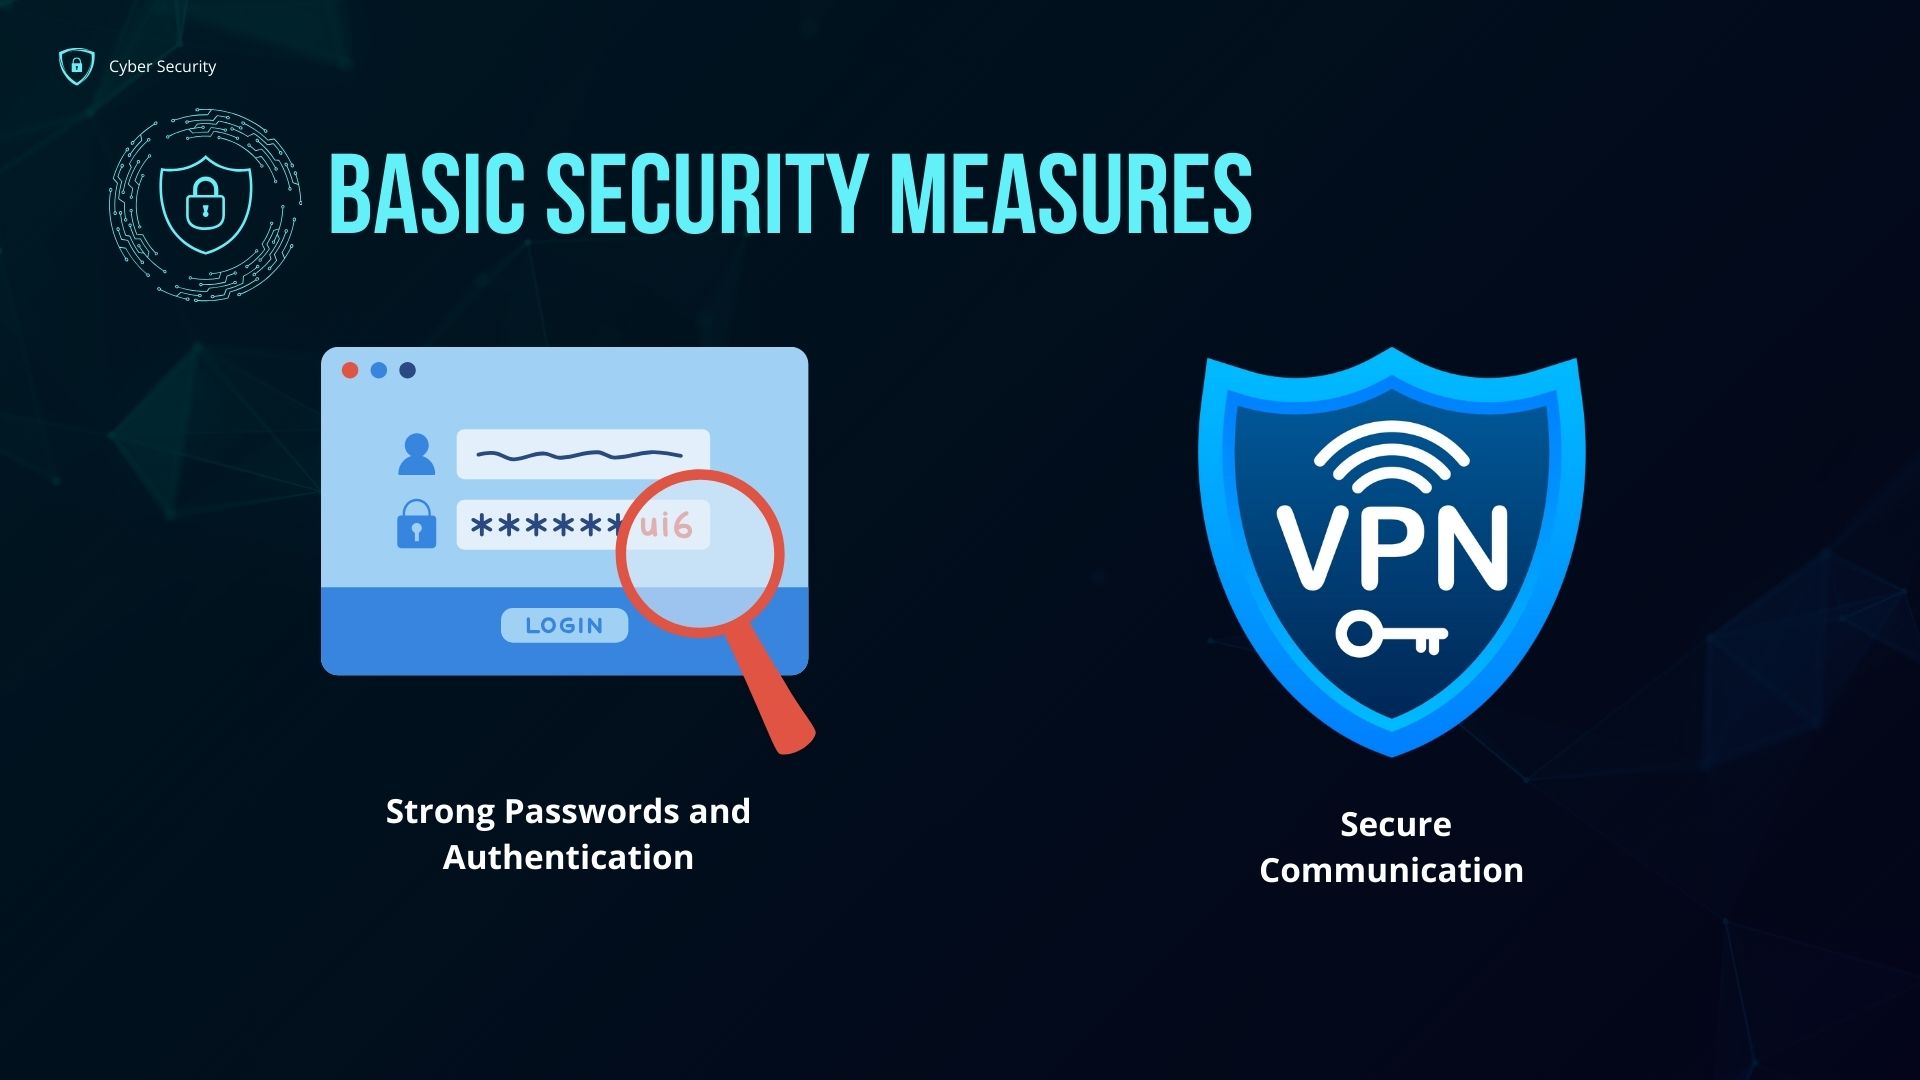 Cyber Security
BASIC SECURITY MEASURES
****** ui6
LOGIN
VPN
Strong Passwords and
Authentication
Secure
Communication